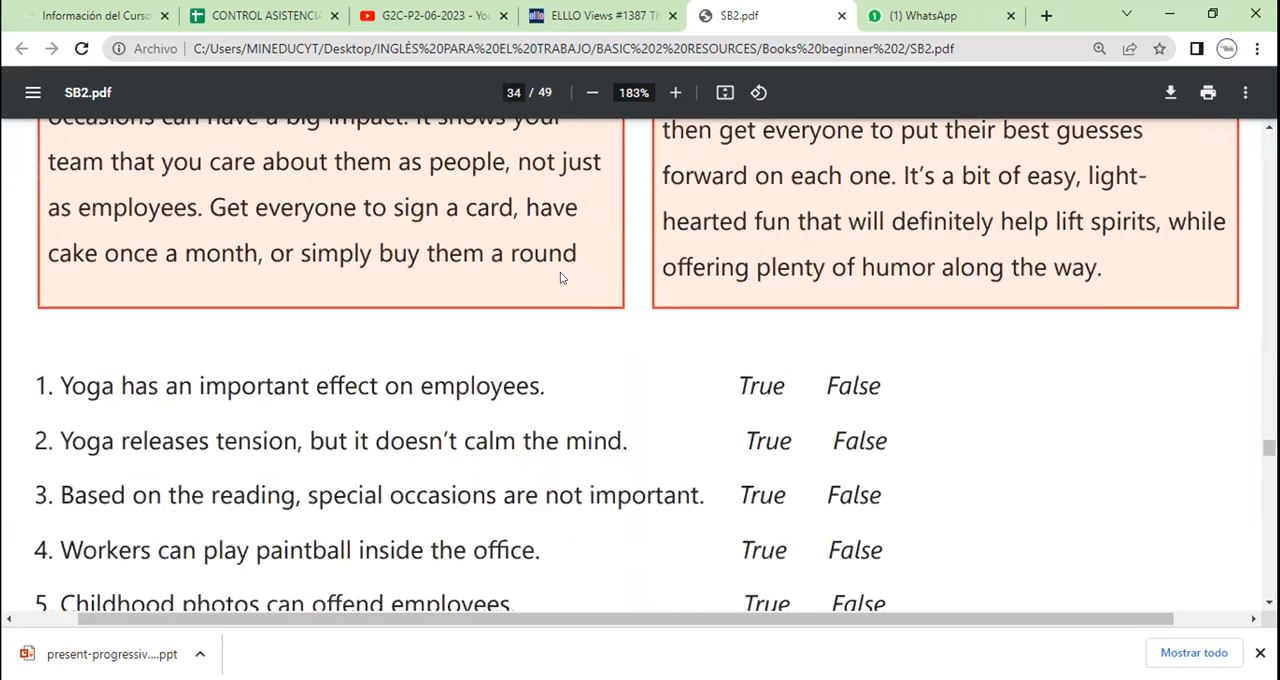 Información del Curso
CONTROL ASISTENCIA
G2C-P2-06-2023 - You
ELLLO Views #1387 Th
SB2.pdf
(1) WhatsApp
Archivo
C:/Users/MINEDUCYT/Desktop/INGLÉS%20PARA%20EL%20TRABAJO/BASIC%202%20RESOURCES/Books%20beginner%202/SB2.pdf
SB2.pdf
34 / 49
183%
occasions can have a big impact. It shows your
team that you care about them as people, not just
as employees. Get everyone to sign a card, have
cake once a month, or simply buy them a round
then get everyone to put their best guesses
forward on each one. It's a bit of easy, light-
hearted fun that will definitely help lift spirits, while
offering plenty of humor along the way.
1. Yoga has an important effect on employees. True False
2. Yoga releases tension, but it doesn't calm the mind. True False
3. Based on the reading, special occasions are not important. True False
4. Workers can play paintball inside the office. True False
5. Childhood photos can offend employees. True False
present-progressiv....ppt
Mostrar todo